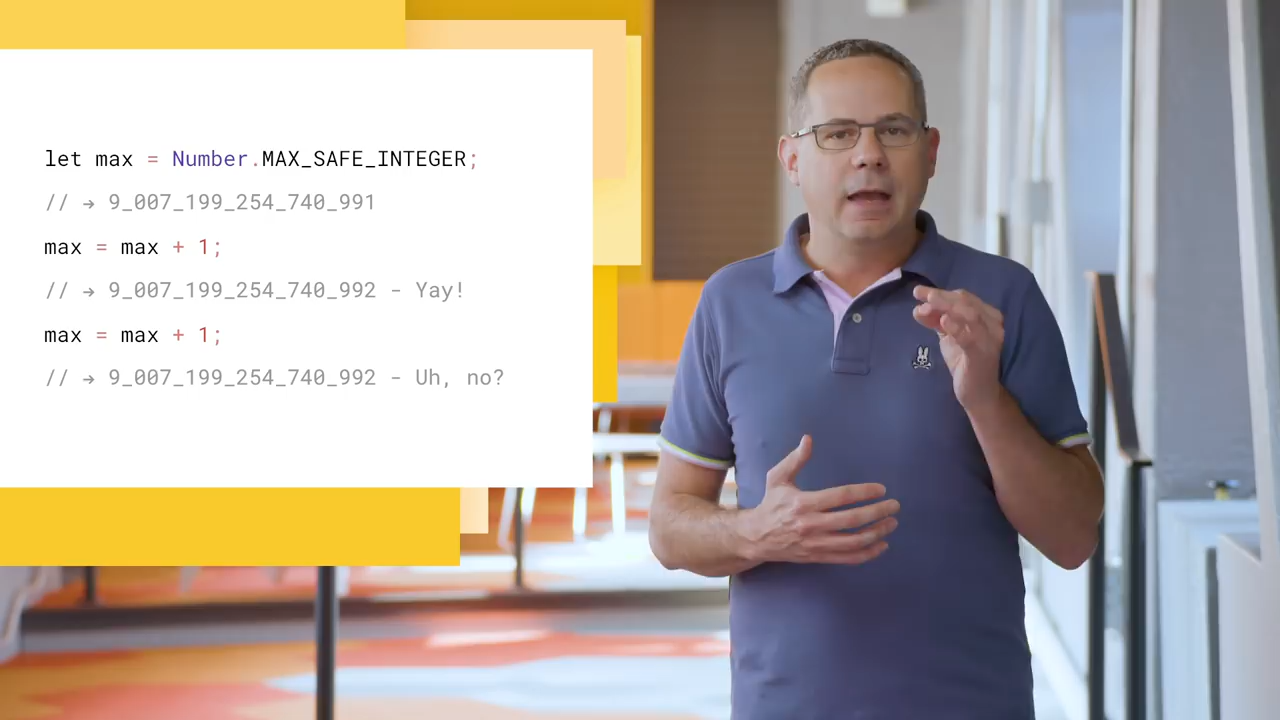 let max = Number.MAX_SAFE_INTEGER;
// → 9_007_199_254_740_991
max = max + 1;
// → 9_007_199_254_740_992 - Yay!
max = max + 1;
// → 9_007_199_254_740_992 - Uh, no?